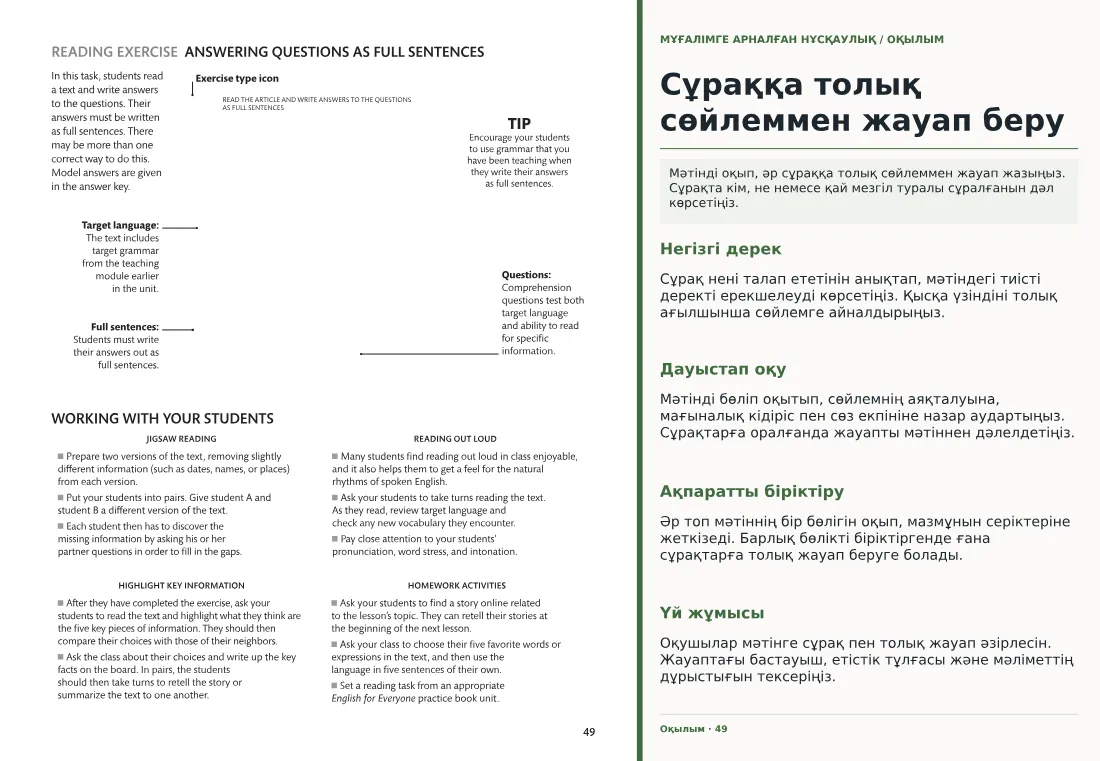 READING EXERCISE ANSWERING QUESTIONS AS FULL SENTENCES
In this task, students read
a text and write answers
to the questions. Their
answers must be written
as full sentences. There
may be more than one
correct way to do this.
Model answers are given
in the answer key.
Exercise type icon
READ THE ARTICLE AND WRITE ANSWERS TO THE QUESTIONS
AS FULL SENTENCES
TIP
Encourage your students
to use grammar that you
have been teaching when
they write their answers
as full sentences.
Target language:
The text includes
target grammar
from the teaching
module earlier
in the unit.
Full sentences:
Students must write
their answers out as
full sentences.
Questions:
Comprehension
questions test both
target language
and ability to read
for specific
information.
WORKING WITH YOUR STUDENTS
JIGSAW READING
■ Prepare two versions of the text, removing slightly
different information (such as dates, names, or places)
from each version.
■ Put your students into pairs. Give student A and
student B a different version of the text.
■ Each student then has to discover the
missing information by asking his or her
partner questions in order to fill in the gaps.
READING OUT LOUD
■ Many students find reading out loud in class enjoyable,
and it also helps them to get a feel for the natural
rhythms of spoken English.
■ Ask your students to take turns reading the text.
As they read, review target language and
check any new vocabulary they encounter.
■ Pay close attention to your students'
pronunciation, word stress, and intonation.
HIGHLIGHT KEY INFORMATION
■ After they have completed the exercise, ask your
students to read the text and highlight what they think are
the five key pieces of information. They should then
compare their choices with those of their neighbors.
■ Ask the class about their choices and write up the key
facts on the board. In pairs, the students
should then take turns to retell the story or
summarize the text to one another.
HOMEWORK ACTIVITIES
■ Ask your students to find a story online related
to the lesson's topic. They can retell their stories at
the beginning of the next lesson.
■ Ask your class to choose their five favorite words or
expressions in the text, and then use the
language in five sentences of their own.
■ Set a reading task from an appropriate
English for Everyone practice book unit.
49
МҰҒАЛІМГЕ АРНАЛҒАН НҰСҚАУЛЫҚ / ОҚЫЛЫМ
Сұраққа толық
сөйлеммен жауап беру
Мәтінді оқып, әр сұраққа толық сөйлеммен жауап жазыңыз.
Сұрақта кім, не немесе қай мезгіл туралы сұралғанын дәл
көрсетіңіз.
Негізгі дерек
Сұрақ нені талап ететінін анықтап, мәтіндегі тиісті
деректі ерекшелеуді көрсетіңіз. Қысқа үзіндіні толық
ағылшынша сөйлемге айналдырыңыз.
Дауыстап оқу
Мәтінді бөліп оқытып, сөйлемнің аяқталуына,
мағыналық кідіріс пен сөз екпініне назар аудартыңыз.
Сұрақтарға оралғанда жауапты мәтіннен дәлелдетіңіз.
Ақпаратты біріктіру
Әр топ мәтіннің бір бөлігін оқып, мазмұнын серіктеріне
жеткізеді. Барлық бөлікті біріктіргенде ғана
сұрақтарға толық жауап беруге болады.
Үй жұмысы
Оқушылар мәтінге сұрақ пен толық жауап әзірлесін.
Жауаптағы бастауыш, етістік тұлғасы және мәліметтің
дұрыстығын тексеріңіз.
Оқылым · 49